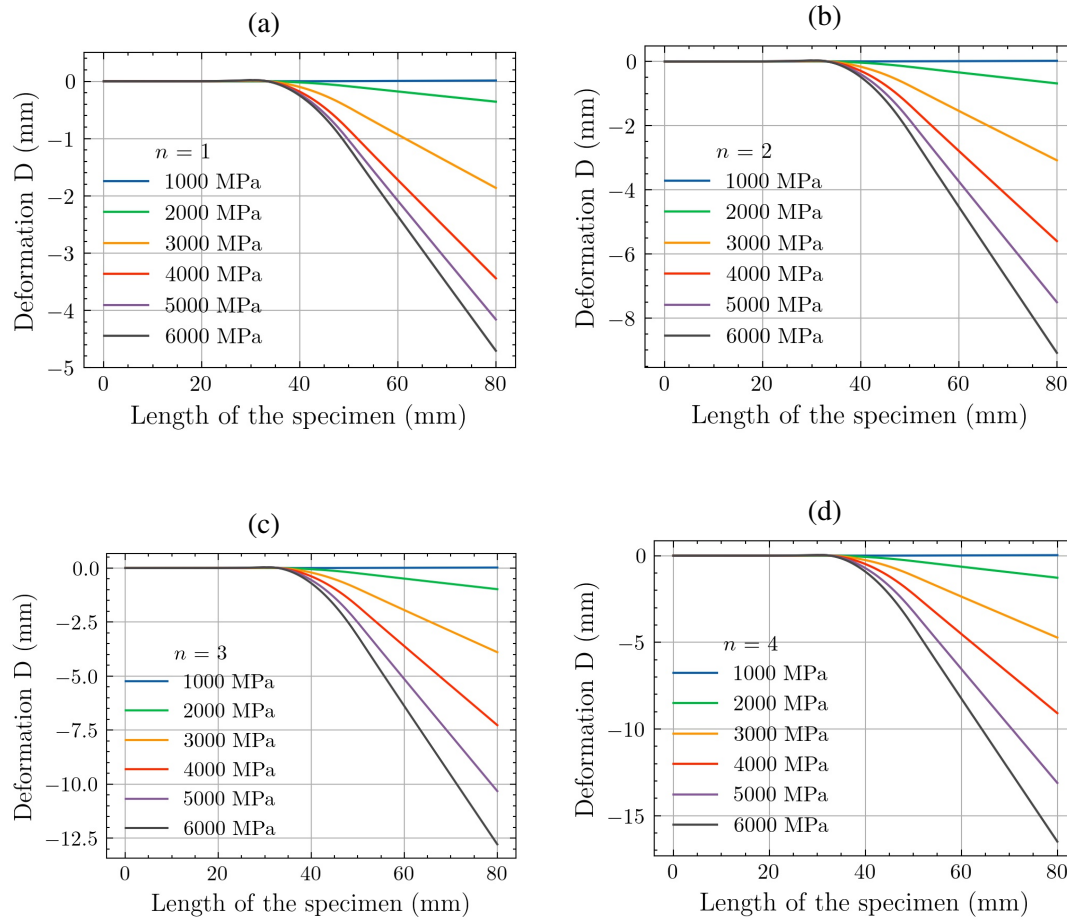 (a)
0
−1
−2
−3
−4
−5
Deformation D (mm)
n = 1
1000 MPa
2000 MPa
3000 MPa
4000 MPa
5000 MPa
6000 MPa
0 20 40 60 80
Length of the specimen (mm)
(b)
0
−2
−4
−6
−8
Deformation D (mm)
n = 2
1000 MPa
2000 MPa
3000 MPa
4000 MPa
5000 MPa
6000 MPa
0 20 40 60 80
Length of the specimen (mm)
(c)
0.0
−2.5
−5.0
−7.5
−10.0
−12.5
Deformation D (mm)
n = 3
1000 MPa
2000 MPa
3000 MPa
4000 MPa
5000 MPa
6000 MPa
0 20 40 60 80
Length of the specimen (mm)
(d)
0
−5
−10
−15
Deformation D (mm)
n = 4
1000 MPa
2000 MPa
3000 MPa
4000 MPa
5000 MPa
6000 MPa
0 20 40 60 80
Length of the specimen (mm)